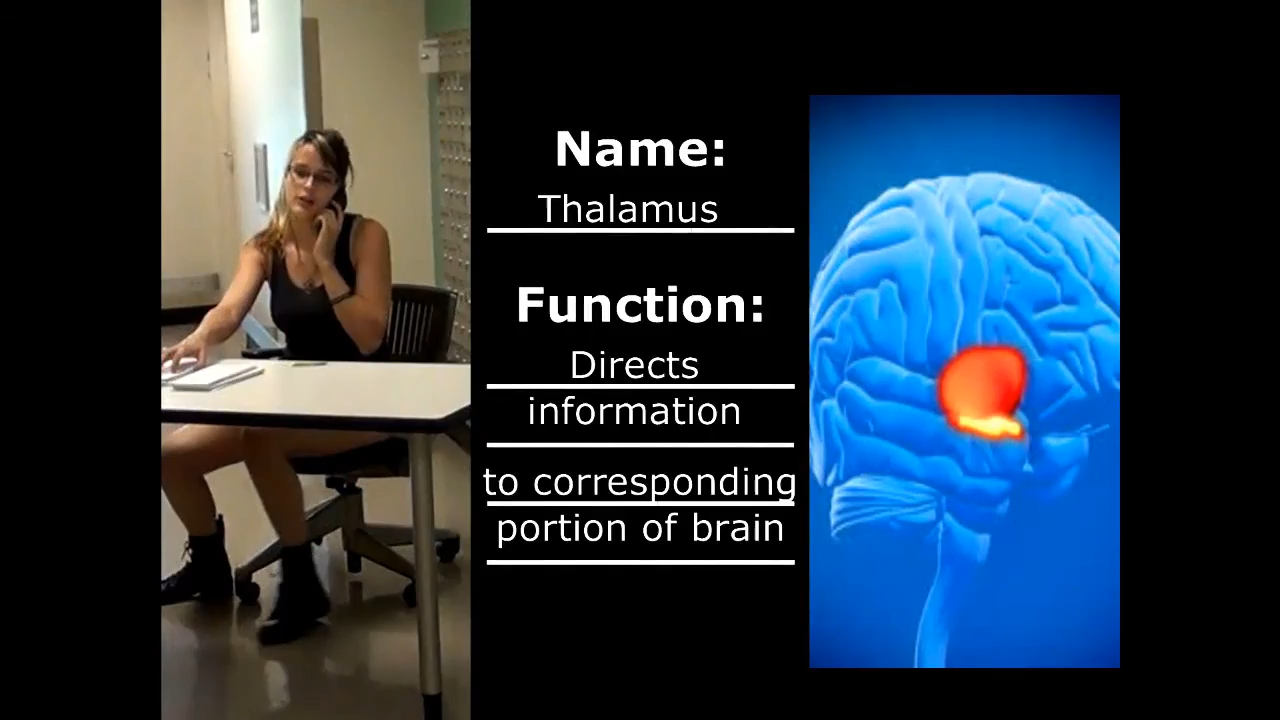 Name:
Thalamus
Function:
Directs
information
to corresponding
portion of brain